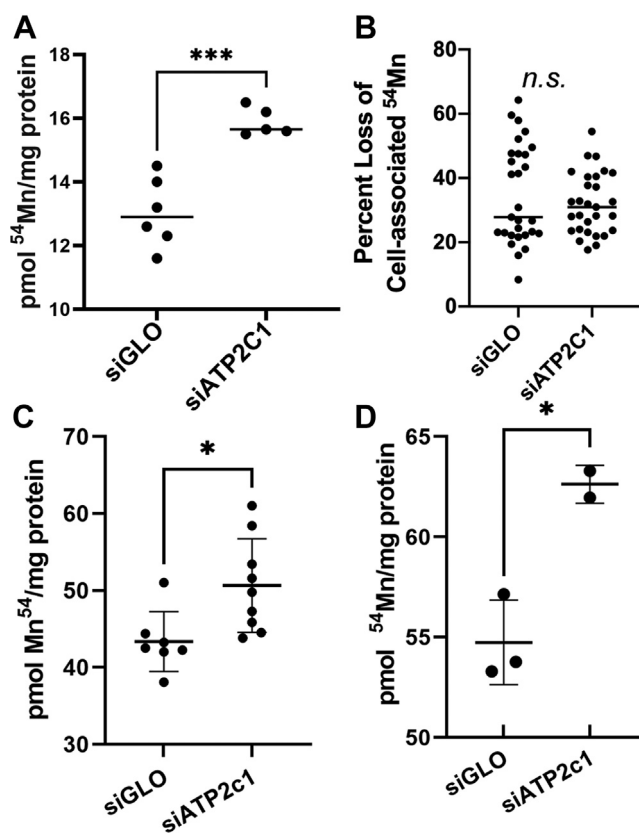 A
pmol ⁵⁴Mn/mg protein
18
16
14
12
10
***
siGLO
siATP2C1
B
Percent Loss of
Cell-associated ⁵⁴Mn
80
60
40
20
0
n.s.
siGLO
siATP2C1
C
pmol Mn⁵⁴/mg protein
70
60
50
40
30
*
siGLO
siATP2c1
D
pmol ⁵⁴Mn/mg protein
65
60
55
50
*
siGLO
siATP2C1